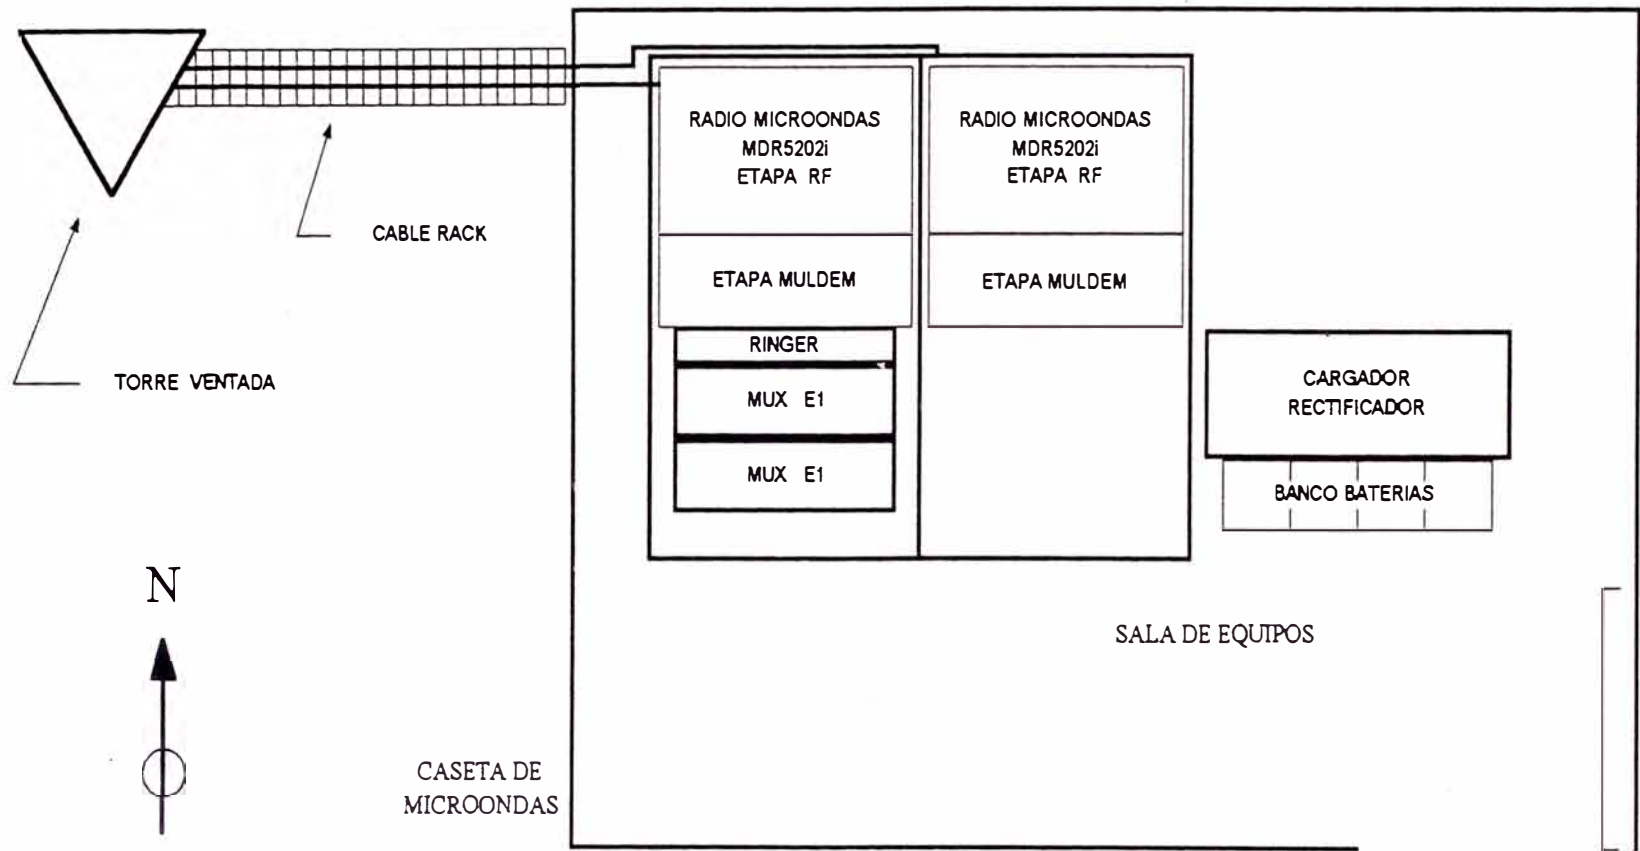 RADIO MICROONDAS
MDR5202i
ETAPA RF
RADIO MICROONDAS
MDR5202i
ETAPA RF
CABLE RACK
ETAPA MULDEM
ETAPA MULDEM
RINGER
TORRE VENTADA
MUX E1
CARGADOR
RECTIFICADOR
MUX E1
BANCO BATERIAS
N
SALA DE EQUIPOS
CASETA DE
MICROONDAS